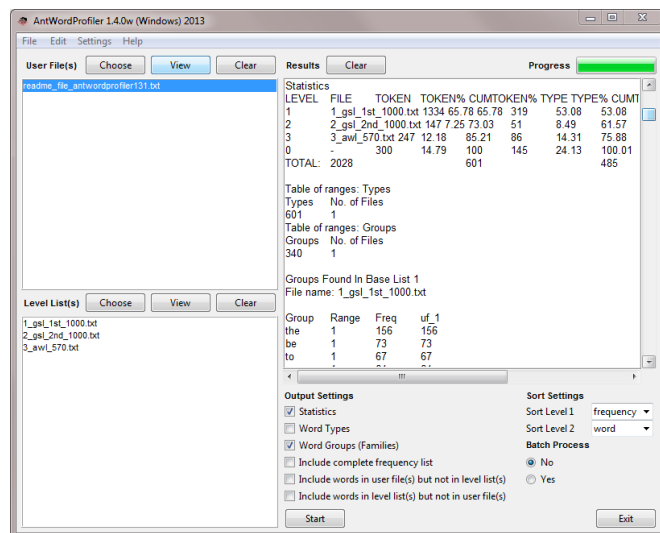 AntWordProfiler 1.4.0w (Windows) 2013
File Edit Settings Help
User File(s) Choose View Clear
readme_file_antwordprofiler131.txt
Level List(s) Choose View Clear
1_gsl_1st_1000.txt
2_gsl_2nd_1000.txt
3_awl_570.txt
Results Clear Progress
Statistics
LEVEL FILE TOKEN TOKEN% CUMTOKEN% TYPE TYPE% CUMT
1 1_gsl_1st_1000.txt 1334 65.78 65.78 319 53.08 53.08
2 2_gsl_2nd_1000.txt 147 7.25 73.03 51 8.49 61.57
3 3_awl_570.txt 247 12.18 85.21 86 14.31 75.88
0 - 300 14.79 100 145 24.13 100.01
TOTAL: 2028 601 485
Table of ranges: Types
Types No. of Files
601 1
Table of ranges: Groups
Groups No. of Files
340 1
Groups Found In Base List 1
File name: 1_gsl_1st_1000.txt
Group Range Freq uf_1
the 1 156 156
be 1 73 73
to 1 67 67
Output Settings
Statistics
Word Types
Word Groups (Families)
Include complete frequency list
Include words in user file(s) but not in level list(s)
Include words in level list(s) but not in user file(s)
Sort Settings
Sort Level 1 frequency
Sort Level 2 word
Batch Process
No
Yes
Start Exit